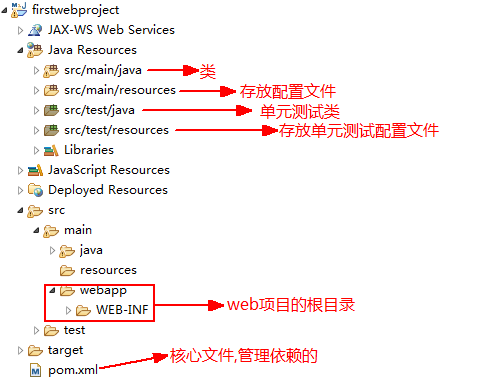 firstwebproject
JAX-WS Web Services
Java Resources
src/main/java 类
src/main/resources 存放配置文件
src/test/java 单元测试类
src/test/resources 存放单元测试配置文件
Libraries
JavaScript Resources
Deployed Resources
src
main
java
resources
webapp
WEB-INF web项目的根目录
test
target
pom.xml 核心文件,管理依赖的